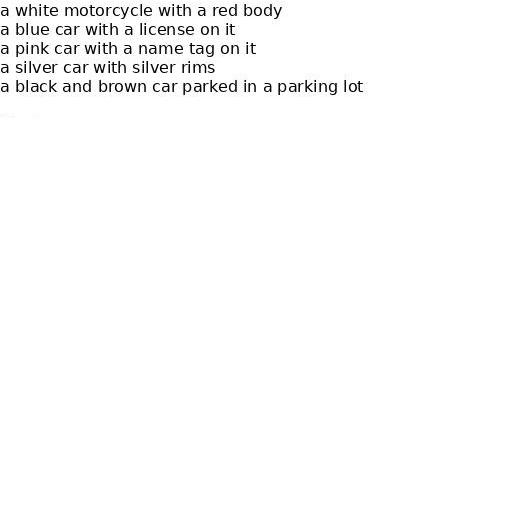 a white motorcycle with a red body
a blue car with a license on it
a pink car with a name tag on it
a silver car with silver rims
a black and brown car parked in a parking lot